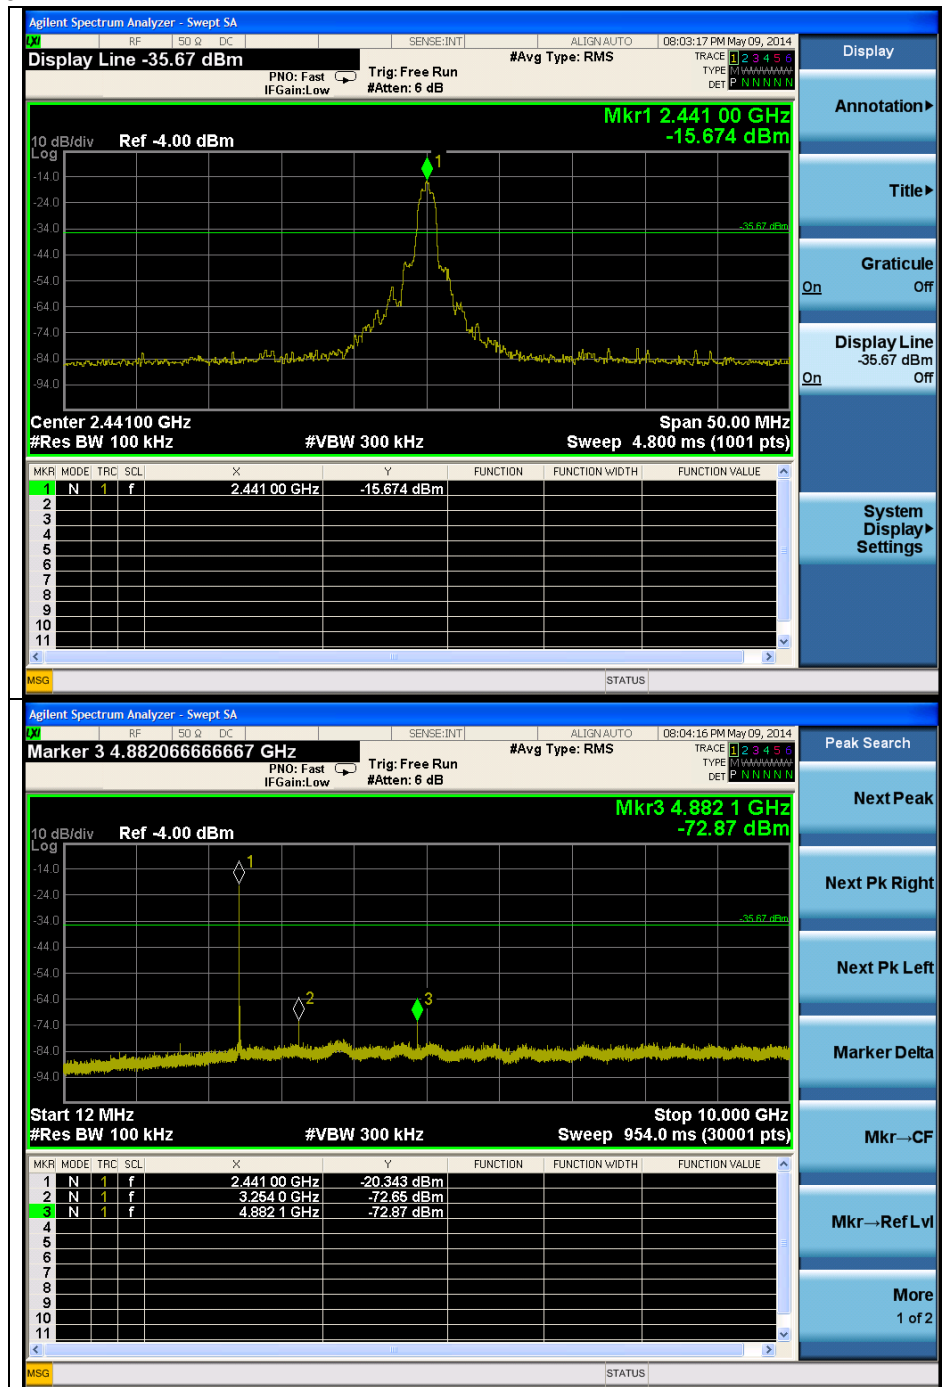 Agilent Spectrum Analyzer - Swept SA
LXI RF 50 Ω DC SENSE:INT ALIGN AUTO 08:03:17 PM May 09, 2014
Display Line -35.67 dBm
PNO: Fast
IFGain:Low
Trig: Free Run
#Atten: 6 dB
#Avg Type: RMS
TRACE 1 2 3 4 5 6
TYPE M WWWWW
DET P N N N N N
Display
Mkr1 2.441 00 GHz
-15.674 dBm
10 dB/div Ref -4.00 dBm
Log
1
-14.0
-24.0
-34.0
-35.67 dBm
-44.0
-54.0
-64.0
-74.0
-84.0
-94.0
Center 2.44100 GHz Span 50.00 MHz
#Res BW 100 kHz #VBW 300 kHz Sweep 4.800 ms (1001 pts)
MKR MODE TRC SCL X Y FUNCTION FUNCTION WIDTH FUNCTION VALUE
1 N 1 f 2.441 00 GHz -15.674 dBm
2
3
4
5
6
7
8
9
10
11
MSG STATUS
Annotation
Title
Graticule
On Off
Display Line
-35.67 dBm
On Off
System
Display
Settings
Agilent Spectrum Analyzer - Swept SA
LXI RF 50 Ω DC SENSE:INT ALIGN AUTO 08:04:16 PM May 09, 2014
Marker 3 4.882066666667 GHz
PNO: Fast
IFGain:Low
Trig: Free Run
#Atten: 6 dB
#Avg Type: RMS
TRACE 1 2 3 4 5 6
TYPE M WWWWW
DET P N N N N N
Peak Search
Mkr3 4.882 1 GHz
-72.87 dBm
10 dB/div Ref -4.00 dBm
Log
1
-14.0
-24.0
-34.0
-35.67 dBm
-44.0
-54.0
-64.0
2
3
-74.0
-84.0
-94.0
Start 12 MHz Stop 10.000 GHz
#Res BW 100 kHz #VBW 300 kHz Sweep 954.0 ms (30001 pts)
MKR MODE TRC SCL X Y FUNCTION FUNCTION WIDTH FUNCTION VALUE
1 N 1 f 2.441 00 GHz -20.343 dBm
2 N 1 f 3.254 0 GHz -72.65 dBm
3 N 1 f 4.882 1 GHz -72.87 dBm
4
5
6
7
8
9
10
11
MSG STATUS
Next Peak
Next Pk Right
Next Pk Left
Marker Delta
Mkr→CF
Mkr→Ref Lvl
More
1 of 2